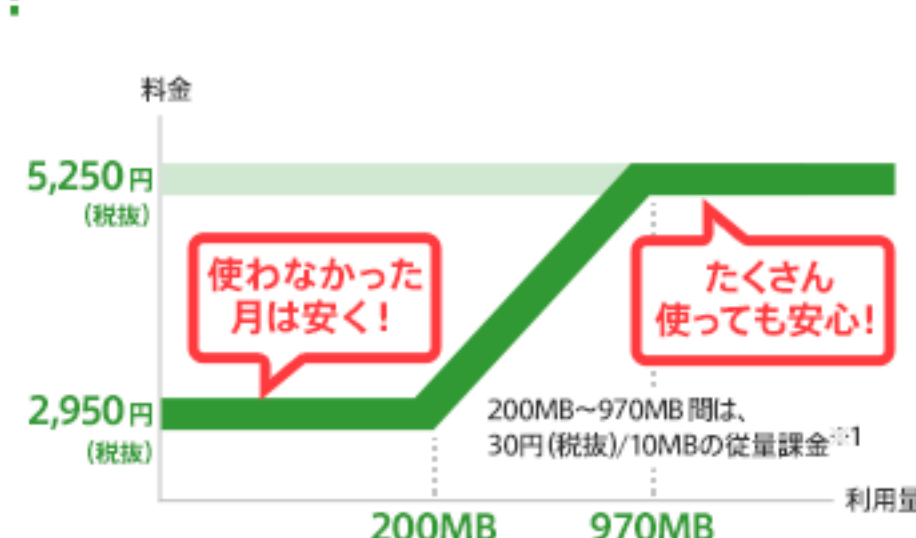 料金
5,250円
(税抜)
使わなかった
月は安く!
たくさん
使っても安心!
2,950円
(税抜)
200MB~970MB間は、
30円(税抜)/10MBの従量課金※1
利用量
200MB
970MB